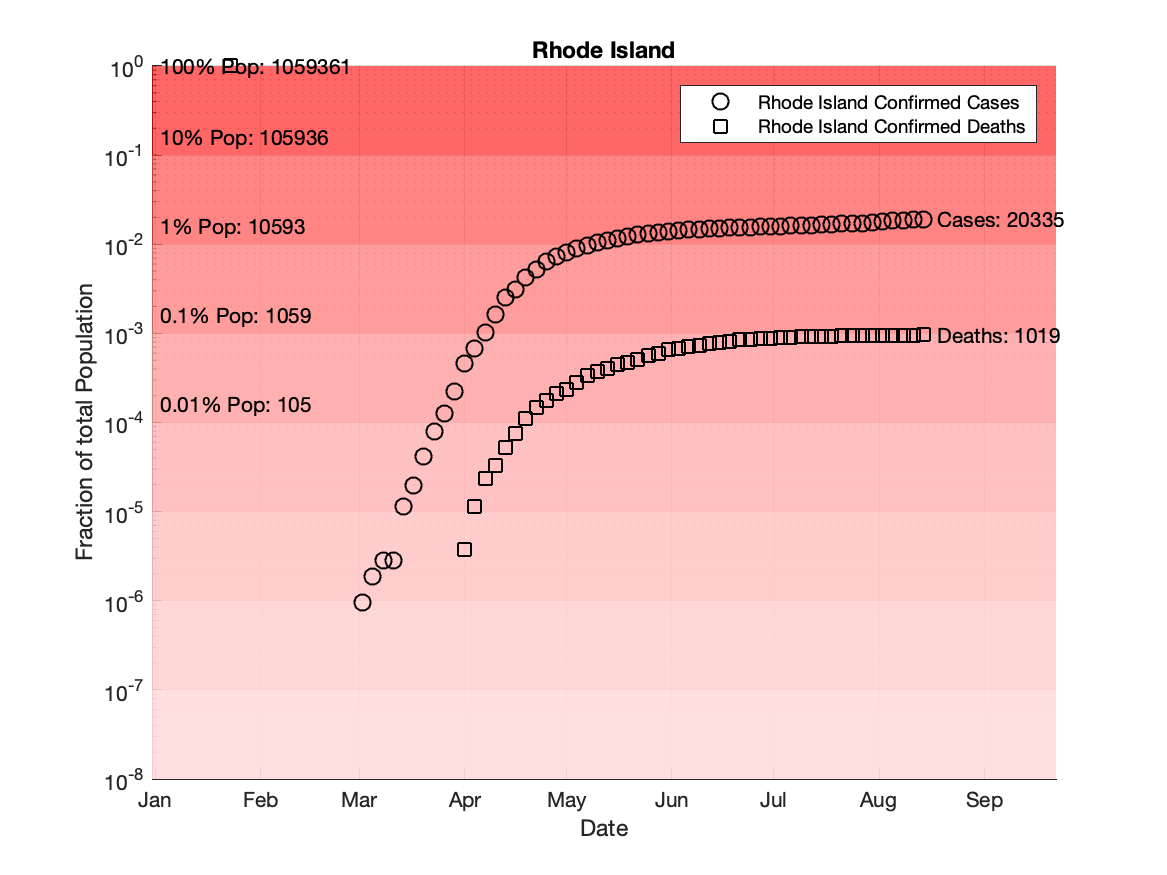 Rhode Island
10^0
100% Pop: 1059361
Rhode Island Confirmed Cases
Rhode Island Confirmed Deaths
10% Pop: 105936
10^-1
1% Pop: 10593
Cases: 20335
10^-2
0.1% Pop: 1059
10^-3
Deaths: 1019
0.01% Pop: 105
10^-4
10^-5
10^-6
10^-7
10^-8
Fraction of total Population
Jan Feb Mar Apr May Jun Jul Aug Sep
Date